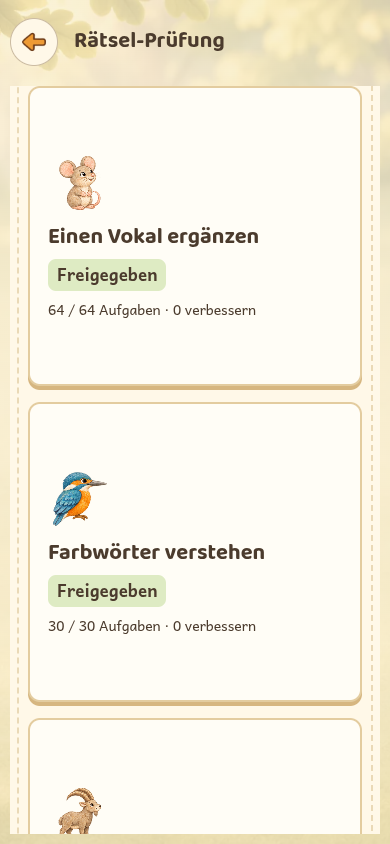 Rätsel-Prüfung
Einen Vokal ergänzen
Freigegeben
64 / 64 Aufgaben · 0 verbessern
Farbwörter verstehen
Freigegeben
30 / 30 Aufgaben · 0 verbessern